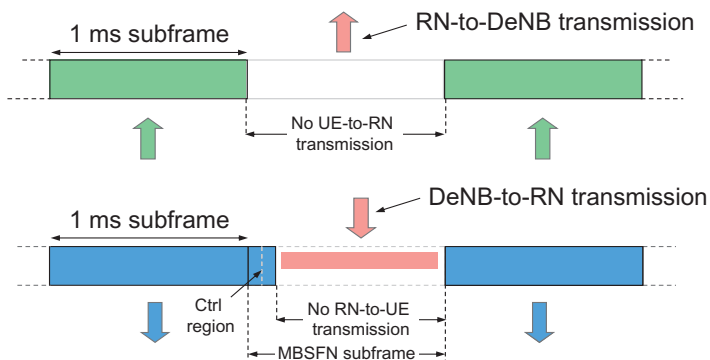 RN-to-DeNB transmission
1 ms subframe
No UE-to-RN
transmission
DeNB-to-RN transmission
1 ms subframe
Ctrl
region
No RN-to-UE
transmission
MBSFN subframe